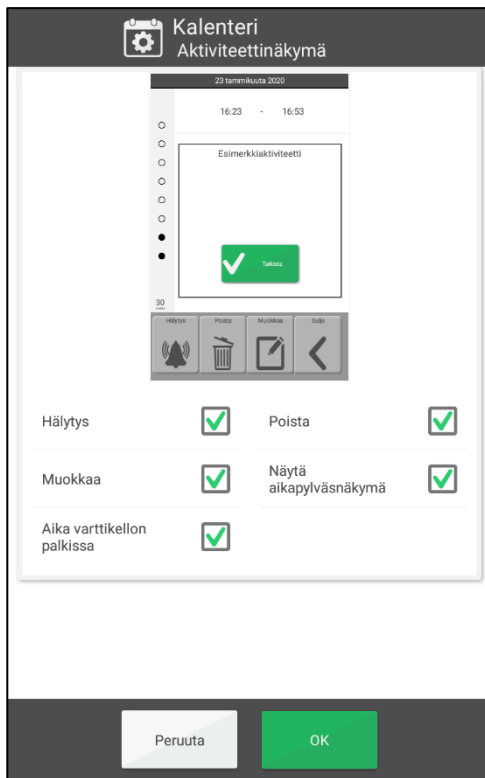 Kalenteri
Aktiviteettinäkymä
23 tammikuuta 2020
16:23 - 16:53
Esimerkkiaktiviteetti
Tarkista
30
Hälytys Poista Muokkaa Sulje
Hälytys Poista
Muokkaa Näytä
aikapylväsnäkymä
Aika varttikellon
palkissa
Peruuta OK